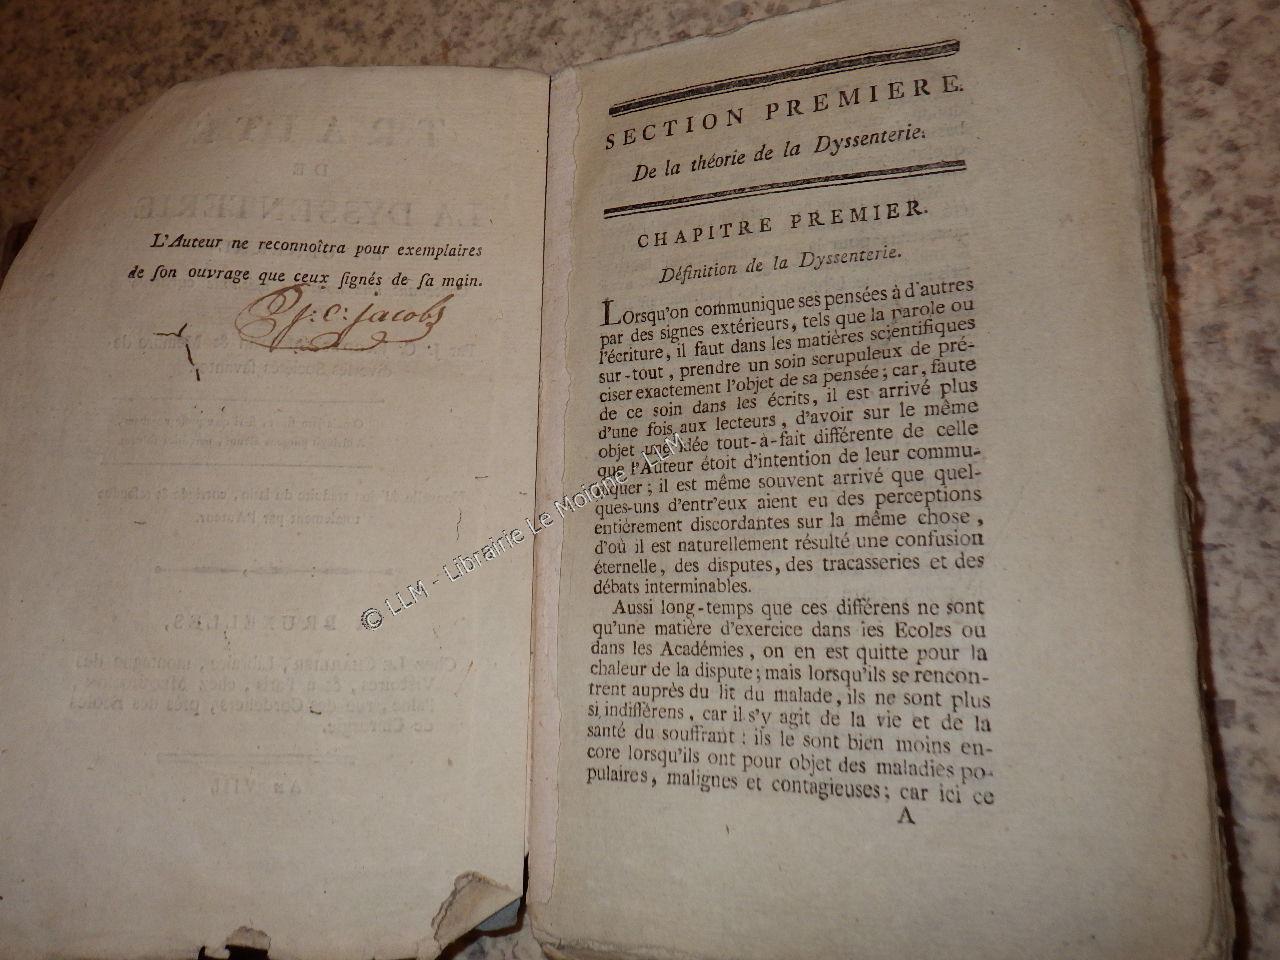 L'Auteur ne reconnoîtra pour exemplaires
de ſon ouvrage que ceux ſignés de ſa main.
j: c: jacobs
SECTION PREMIERE.
De la théorie de la Dyssenterie.
CHAPITRE PREMIER.
Définition de la Dyssenterie.
LOrsqu'on communique ses pensées à d'autres
par des signes extérieurs, tels que la parole ou
l'écriture, il faut dans les matières scientifiques
sur-tout, prendre un soin scrupuleux de pré-
ciser exactement l'objet de sa pensée; car, faute
de ce soin dans les écrits, il est arrivé plus
d'une fois aux lecteurs, d'avoir sur le même
objet une idée tout-à-fait différente de celle
que l'Auteur étoit d'intention de leur commu-
niquer; il est même souvent arrivé que quel-
ques-uns d'entr'eux aient eu des perceptions
entiérement discordantes sur la même chose,
d'où il est naturellement résulté une confusion
éternelle, des disputes, des tracasseries et des
débats interminables.
Aussi long-temps que ces différens ne sont
qu'une matière d'exercice dans les Ecoles ou
dans les Académies, on en est quitte pour la
chaleur de la dispute; mais lorsqu'ils se rencon-
trent auprès du lit du malade, ils ne sont plus
si indifférens, car il s'y agit de la vie et de la
santé du souffrant: ils le sont bien moins en-
core lorsqu'ils ont pour objet des maladies po-
pulaires, malignes et contagieuses; car ici ce
A
© LLM - Librairie Le Moigne - LLM